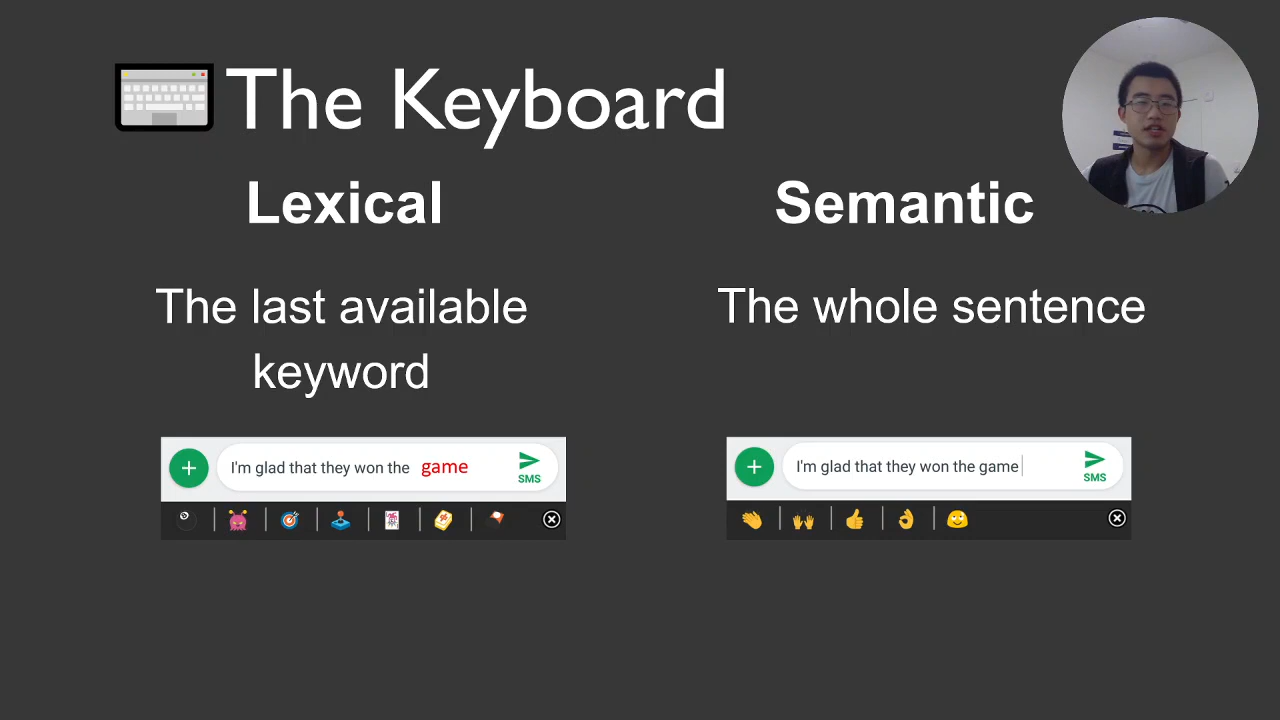 The Keyboard
Lexical
The last available
keyword
I'm glad that they won the game
SMS
Semantic
The whole sentence
I'm glad that they won the game
SMS